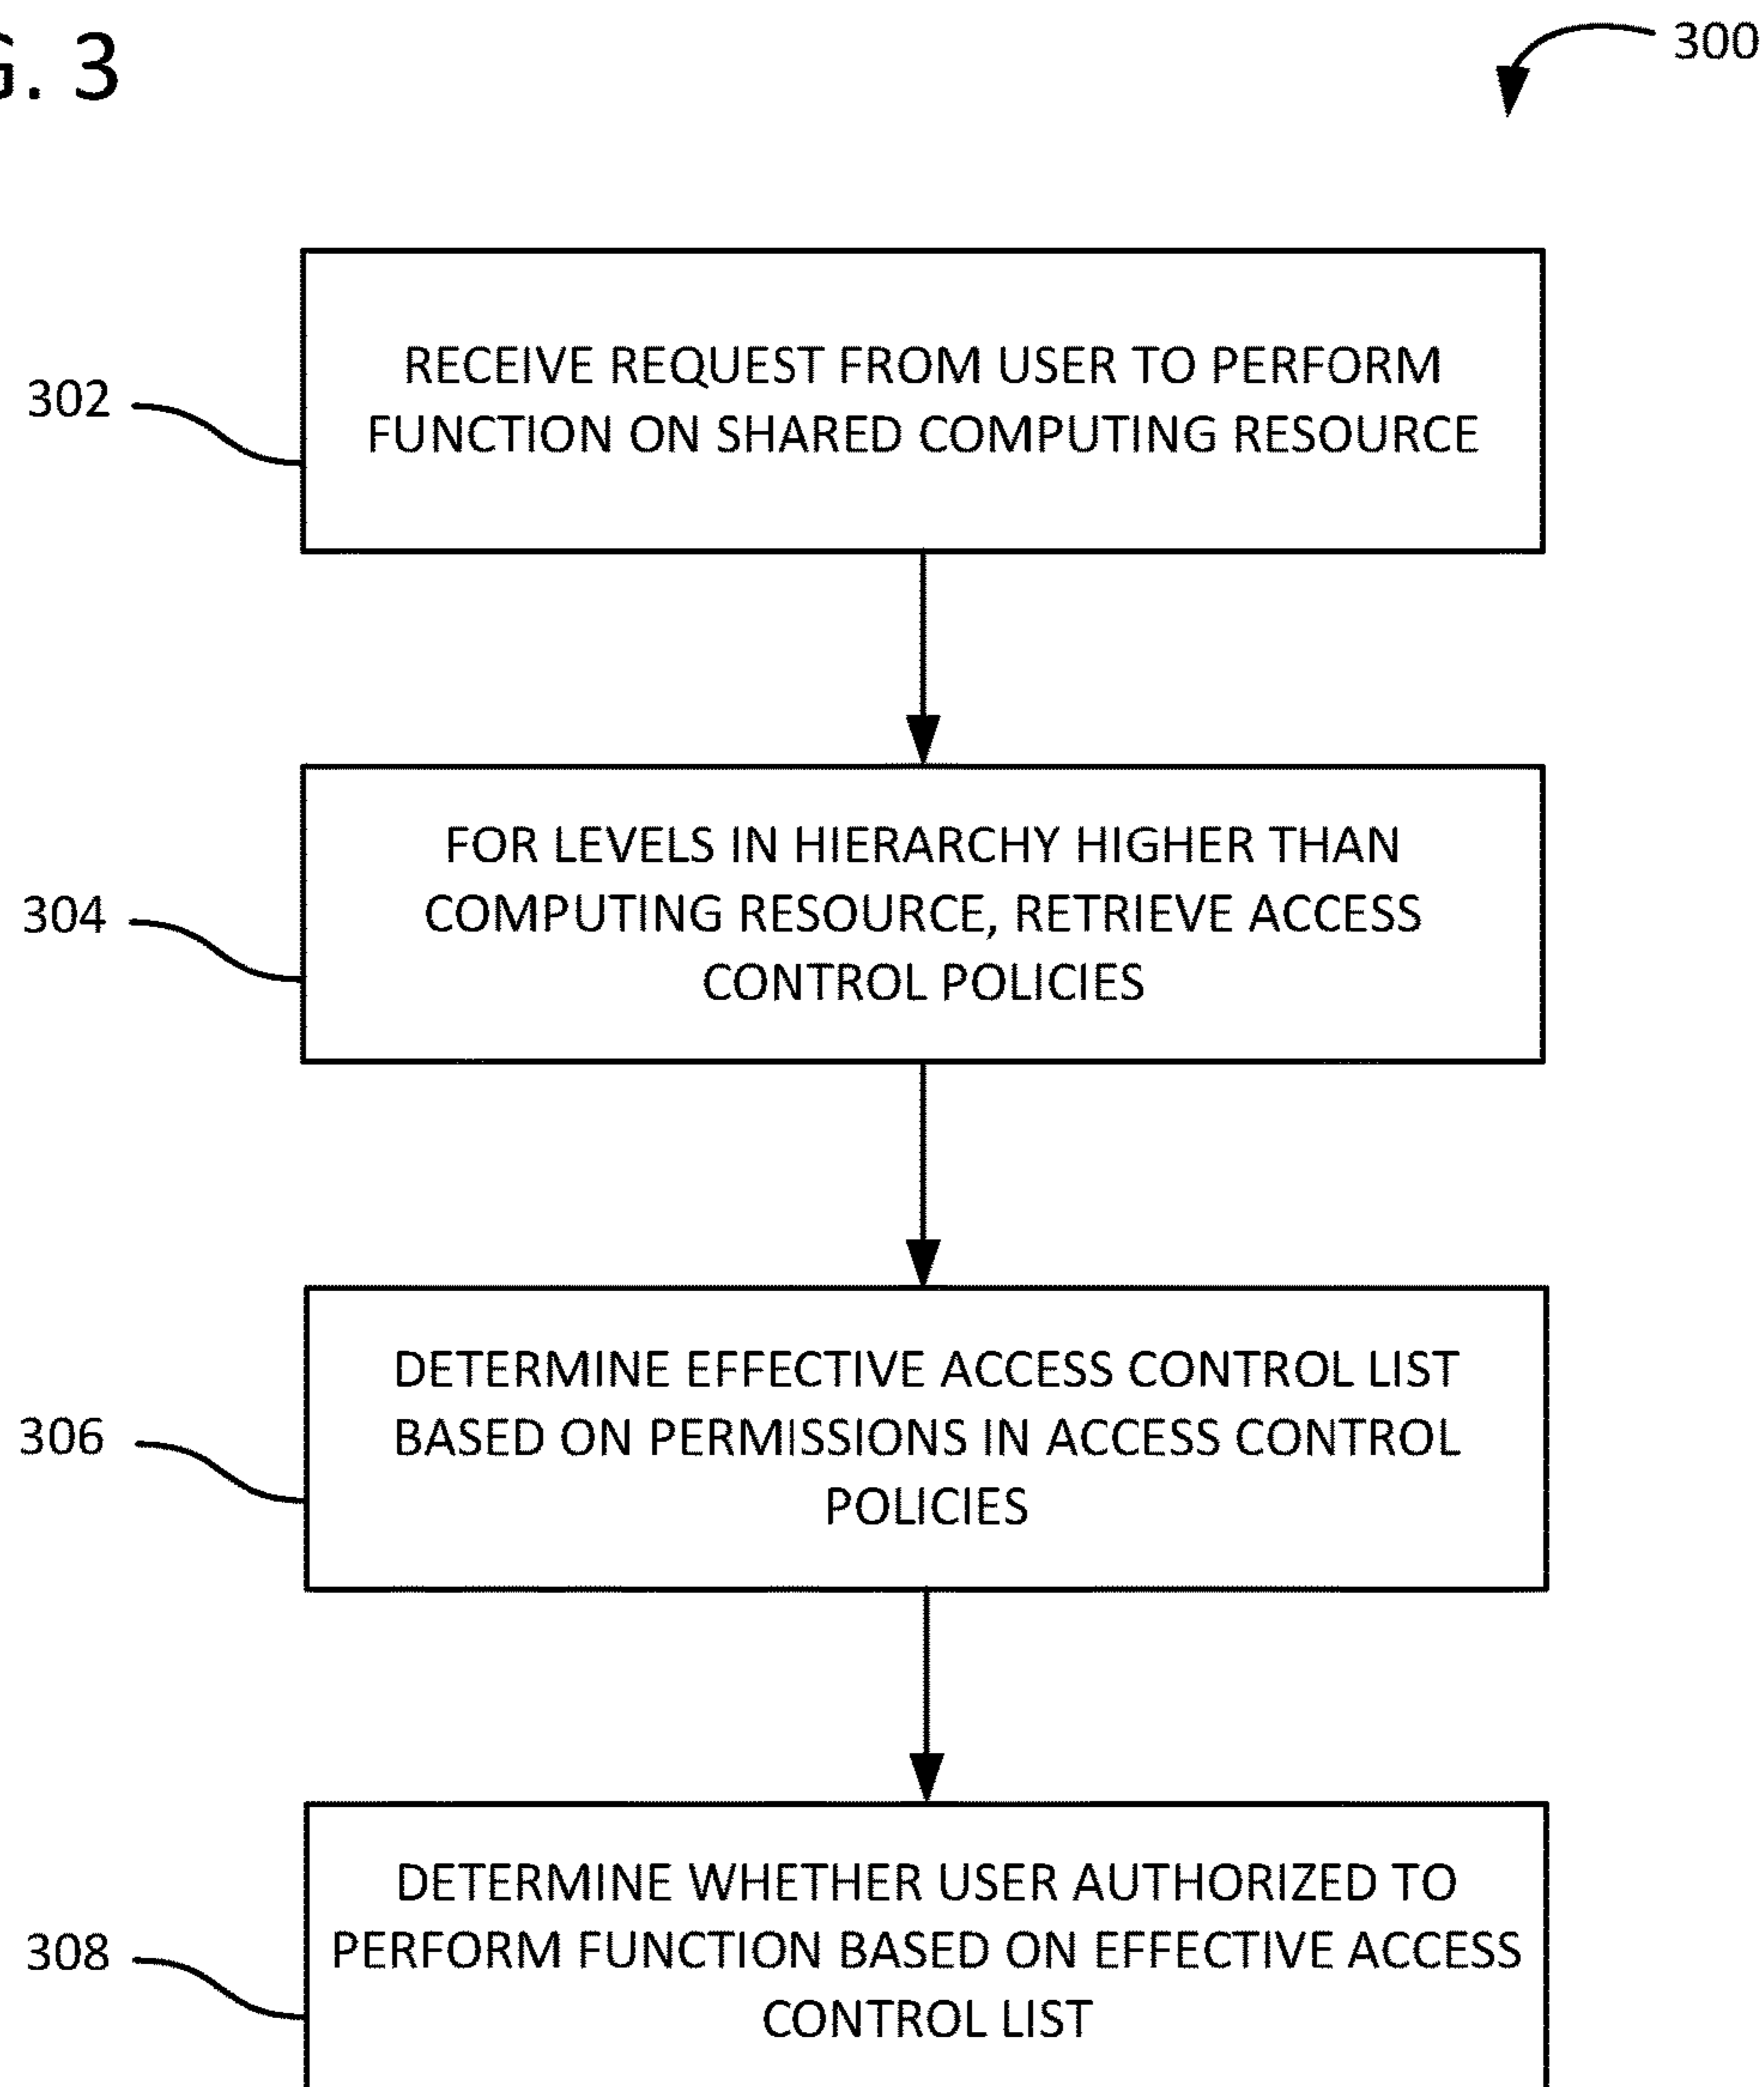 G. 3
300
302
RECEIVE REQUEST FROM USER TO PERFORM
FUNCTION ON SHARED COMPUTING RESOURCE
304
FOR LEVELS IN HIERARCHY HIGHER THAN
COMPUTING RESOURCE, RETRIEVE ACCESS
CONTROL POLICIES
306
DETERMINE EFFECTIVE ACCESS CONTROL LIST
BASED ON PERMISSIONS IN ACCESS CONTROL
POLICIES
308
DETERMINE WHETHER USER AUTHORIZED TO
PERFORM FUNCTION BASED ON EFFECTIVE ACCESS
CONTROL LIST